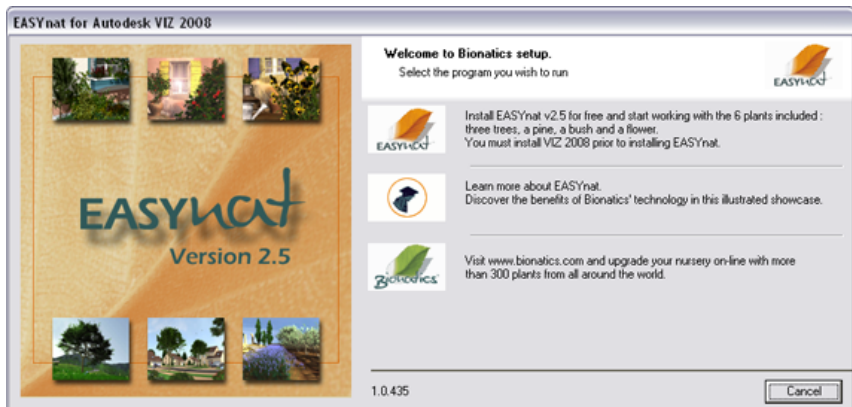 EASYnat for Autodesk VIZ 2008
EASYnat
Version 2.5
Welcome to Bionatics setup.
Select the program you wish to run
EASYnat
EASYnat
Install EASYnat v2.5 for free and start working with the 6 plants included :
three trees, a pine, a bush and a flower.
You must install VIZ 2008 prior to installing EASYnat.
Learn more about EASYnat.
Discover the benefits of Bionatics' technology in this illustrated showcase.
Bionatics
Visit www.bionatics.com and upgrade your nursery on-line with more
than 300 plants from all around the world.
1.0.435
Cancel